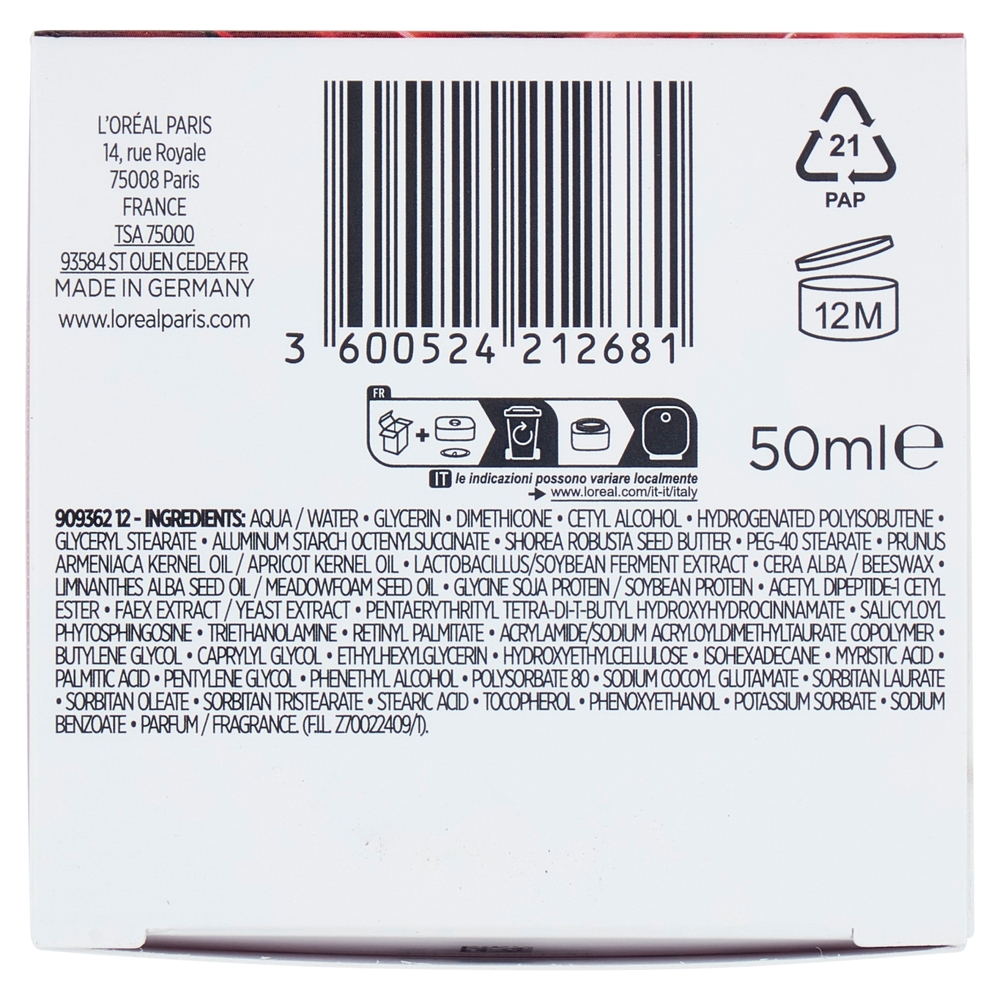 L'ORÉAL PARIS
14, rue Royale
75008 Paris
FRANCE
TSA 75000
93584 ST OUEN CEDEX FR
MADE IN GERMANY
www.lorealparis.com
3 600524 212681
21
PAP
12M
FR
+
50ml℮
IT le indicazioni possono variare localmente
www.loreal.com/it-it/italy
909362 12 - INGREDIENTS: AQUA / WATER • GLYCERIN • DIMETHICONE • CETYL ALCOHOL • HYDROGENATED POLYISOBUTENE •
GLYCERYL STEARATE • ALUMINUM STARCH OCTENYLSUCCINATE • SHOREA ROBUSTA SEED BUTTER • PEG-40 STEARATE • PRUNUS
ARMENIACA KERNEL OIL / APRICOT KERNEL OIL • LACTOBACILLUS/SOYBEAN FERMENT EXTRACT • CERA ALBA / BEESWAX •
LIMNANTHES ALBA SEED OIL / MEADOWFOAM SEED OIL • GLYCINE SOJA PROTEIN / SOYBEAN PROTEIN • ACETYL DIPEPTIDE-1 CETYL
ESTER • FAEX EXTRACT / YEAST EXTRACT • PENTAERYTHRITYL TETRA-DI-T-BUTYL HYDROXYHYDROCINNAMATE • SALICYLOYL
PHYTOSPHINGOSINE • TRIETHANOLAMINE • RETINYL PALMITATE • ACRYLAMIDE/SODIUM ACRYLOYLDIMETHYLTAURATE COPOLYMER •
BUTYLENE GLYCOL • CAPRYLYL GLYCOL • ETHYLHEXYLGLYCERIN • HYDROXYETHYLCELLULOSE • ISOHEXADECANE • MYRISTIC ACID •
PALMITIC ACID • PENTYLENE GLYCOL • PHENETHYL ALCOHOL • POLYSORBATE 80 • SODIUM COCOYL GLUTAMATE • SORBITAN LAURATE
• SORBITAN OLEATE • SORBITAN TRISTEARATE • STEARIC ACID • TOCOPHEROL • PHENOXYETHANOL • POTASSIUM SORBATE • SODIUM
BENZOATE • PARFUM / FRAGRANCE. (F.I.L. Z70022409/1).